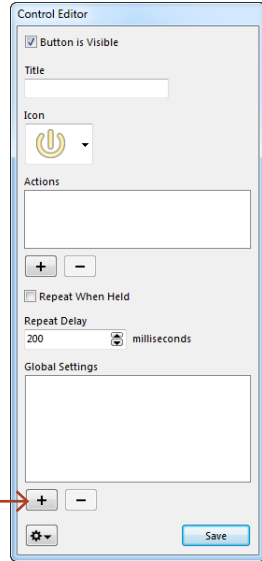 Control Editor
Button is Visible
Title
Icon
Actions
+ −
Repeat When Held
Repeat Delay
200 milliseconds
Global Settings
+ −
Save